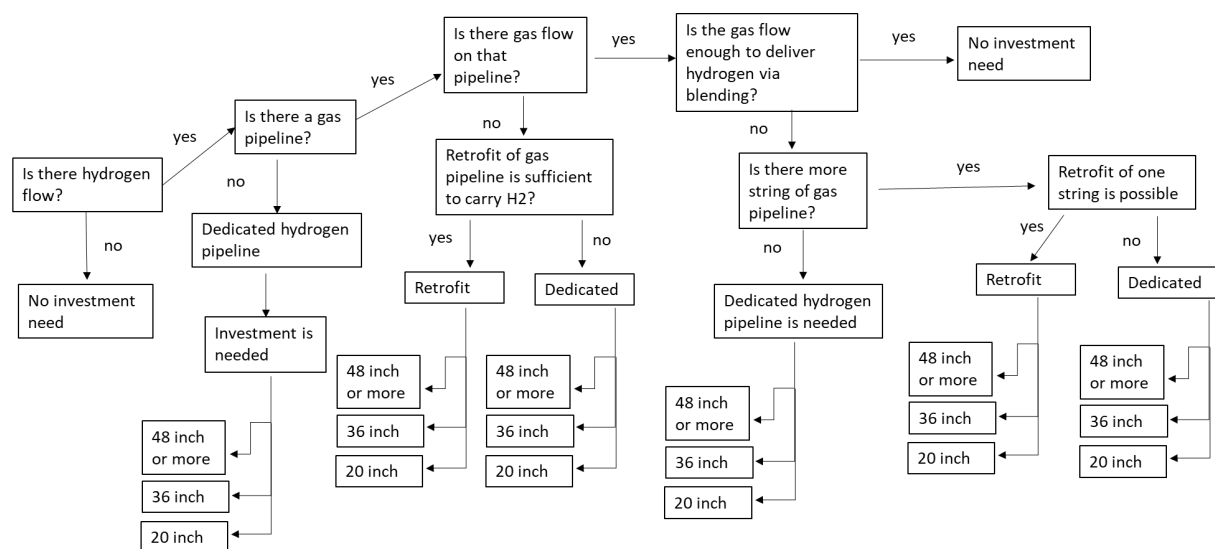 Is there hydrogen
flow?
yes
no
No investment
need
Is there a gas
pipeline?
yes
no
Dedicated hydrogen
pipeline
Investment is
needed
48 inch
or more
36 inch
20 inch
Is there gas flow
on that
pipeline?
yes
no
Retrofit of gas
pipeline is sufficient
to carry H2?
yes
no
Retrofit
48 inch
or more
36 inch
20 inch
Dedicated
48 inch
or more
36 inch
20 inch
Is the gas flow
enough to deliver
hydrogen via
blending?
yes
No investment
need
no
Is there more
string of gas
pipeline?
yes
no
Dedicated hydrogen
pipeline is needed
48 inch
or more
36 inch
20 inch
Retrofit of one
string is possible
yes
no
Retrofit
48 inch
or more
36 inch
20 inch
Dedicated
48 inch
or more
36 inch
20 inch